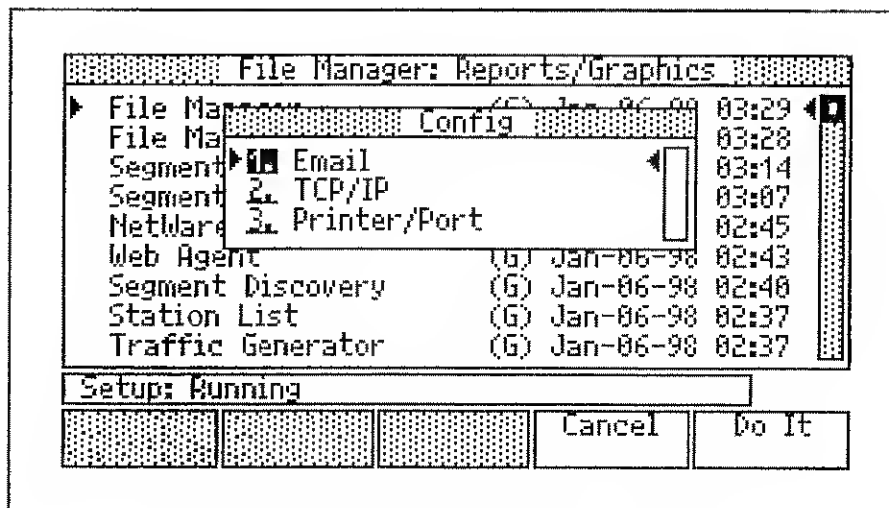 File Manager: Reports/Graphics
File Ma 03:29
File Ma 03:28
Config
Segment 03:14
1. Email
Segment 03:07
2. TCP/IP
NetWare 02:45
3. Printer/Port
Web Agent (G) Jan-06-98 02:43
Segment Discovery (G) Jan-06-98 02:40
Station List (G) Jan-06-98 02:37
Traffic Generator (G) Jan-06-98 02:37
Setup: Running
Cancel Do It